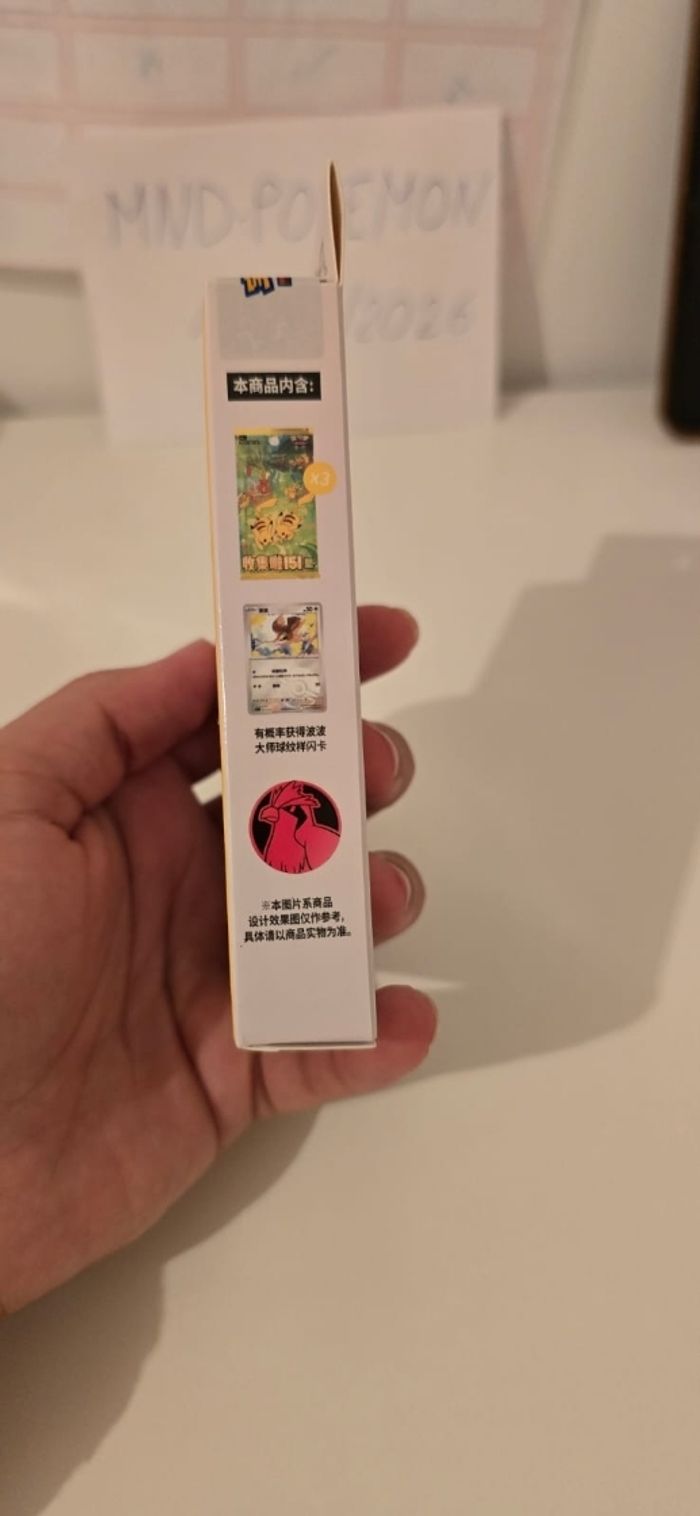 MND-POKEMON
/2026
本商品内含:
x3
收集啦151
有概率获得波波
大师球纹样闪卡
※本图片系商品
设计效果图仅作参考,
具体请以商品实物为准。